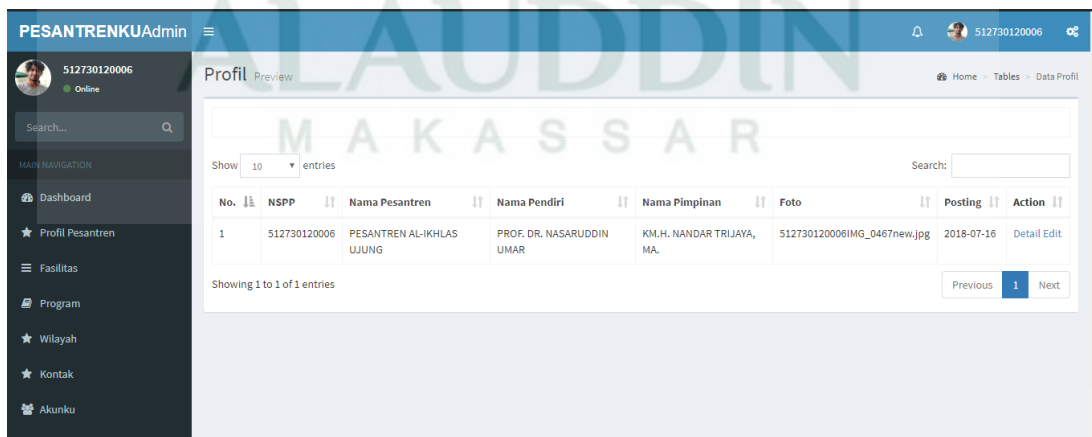 ALAUDDIN
MAKASSAR
PESANTRENKUAdmin
512730120006
512730120006
Online
Search...
MAIN NAVIGATION
Dashboard
Profil Pesantren
Fasilitas
Program
Wilayah
Kontak
Akunku
Profil Preview
Home > Tables > Data Profil
Show 10 entries
Search:
No. NSPP Nama Pesantren Nama Pendiri Nama Pimpinan Foto Posting Action
1 512730120006 PESANTREN AL-IKHLAS UJUNG PROF. DR. NASARUDDIN UMAR KM.H. NANDAR TRIJAYA, MA. 512730120006IMG_0467new.jpg 2018-07-16 Detail Edit
Showing 1 to 1 of 1 entries
Previous 1 Next